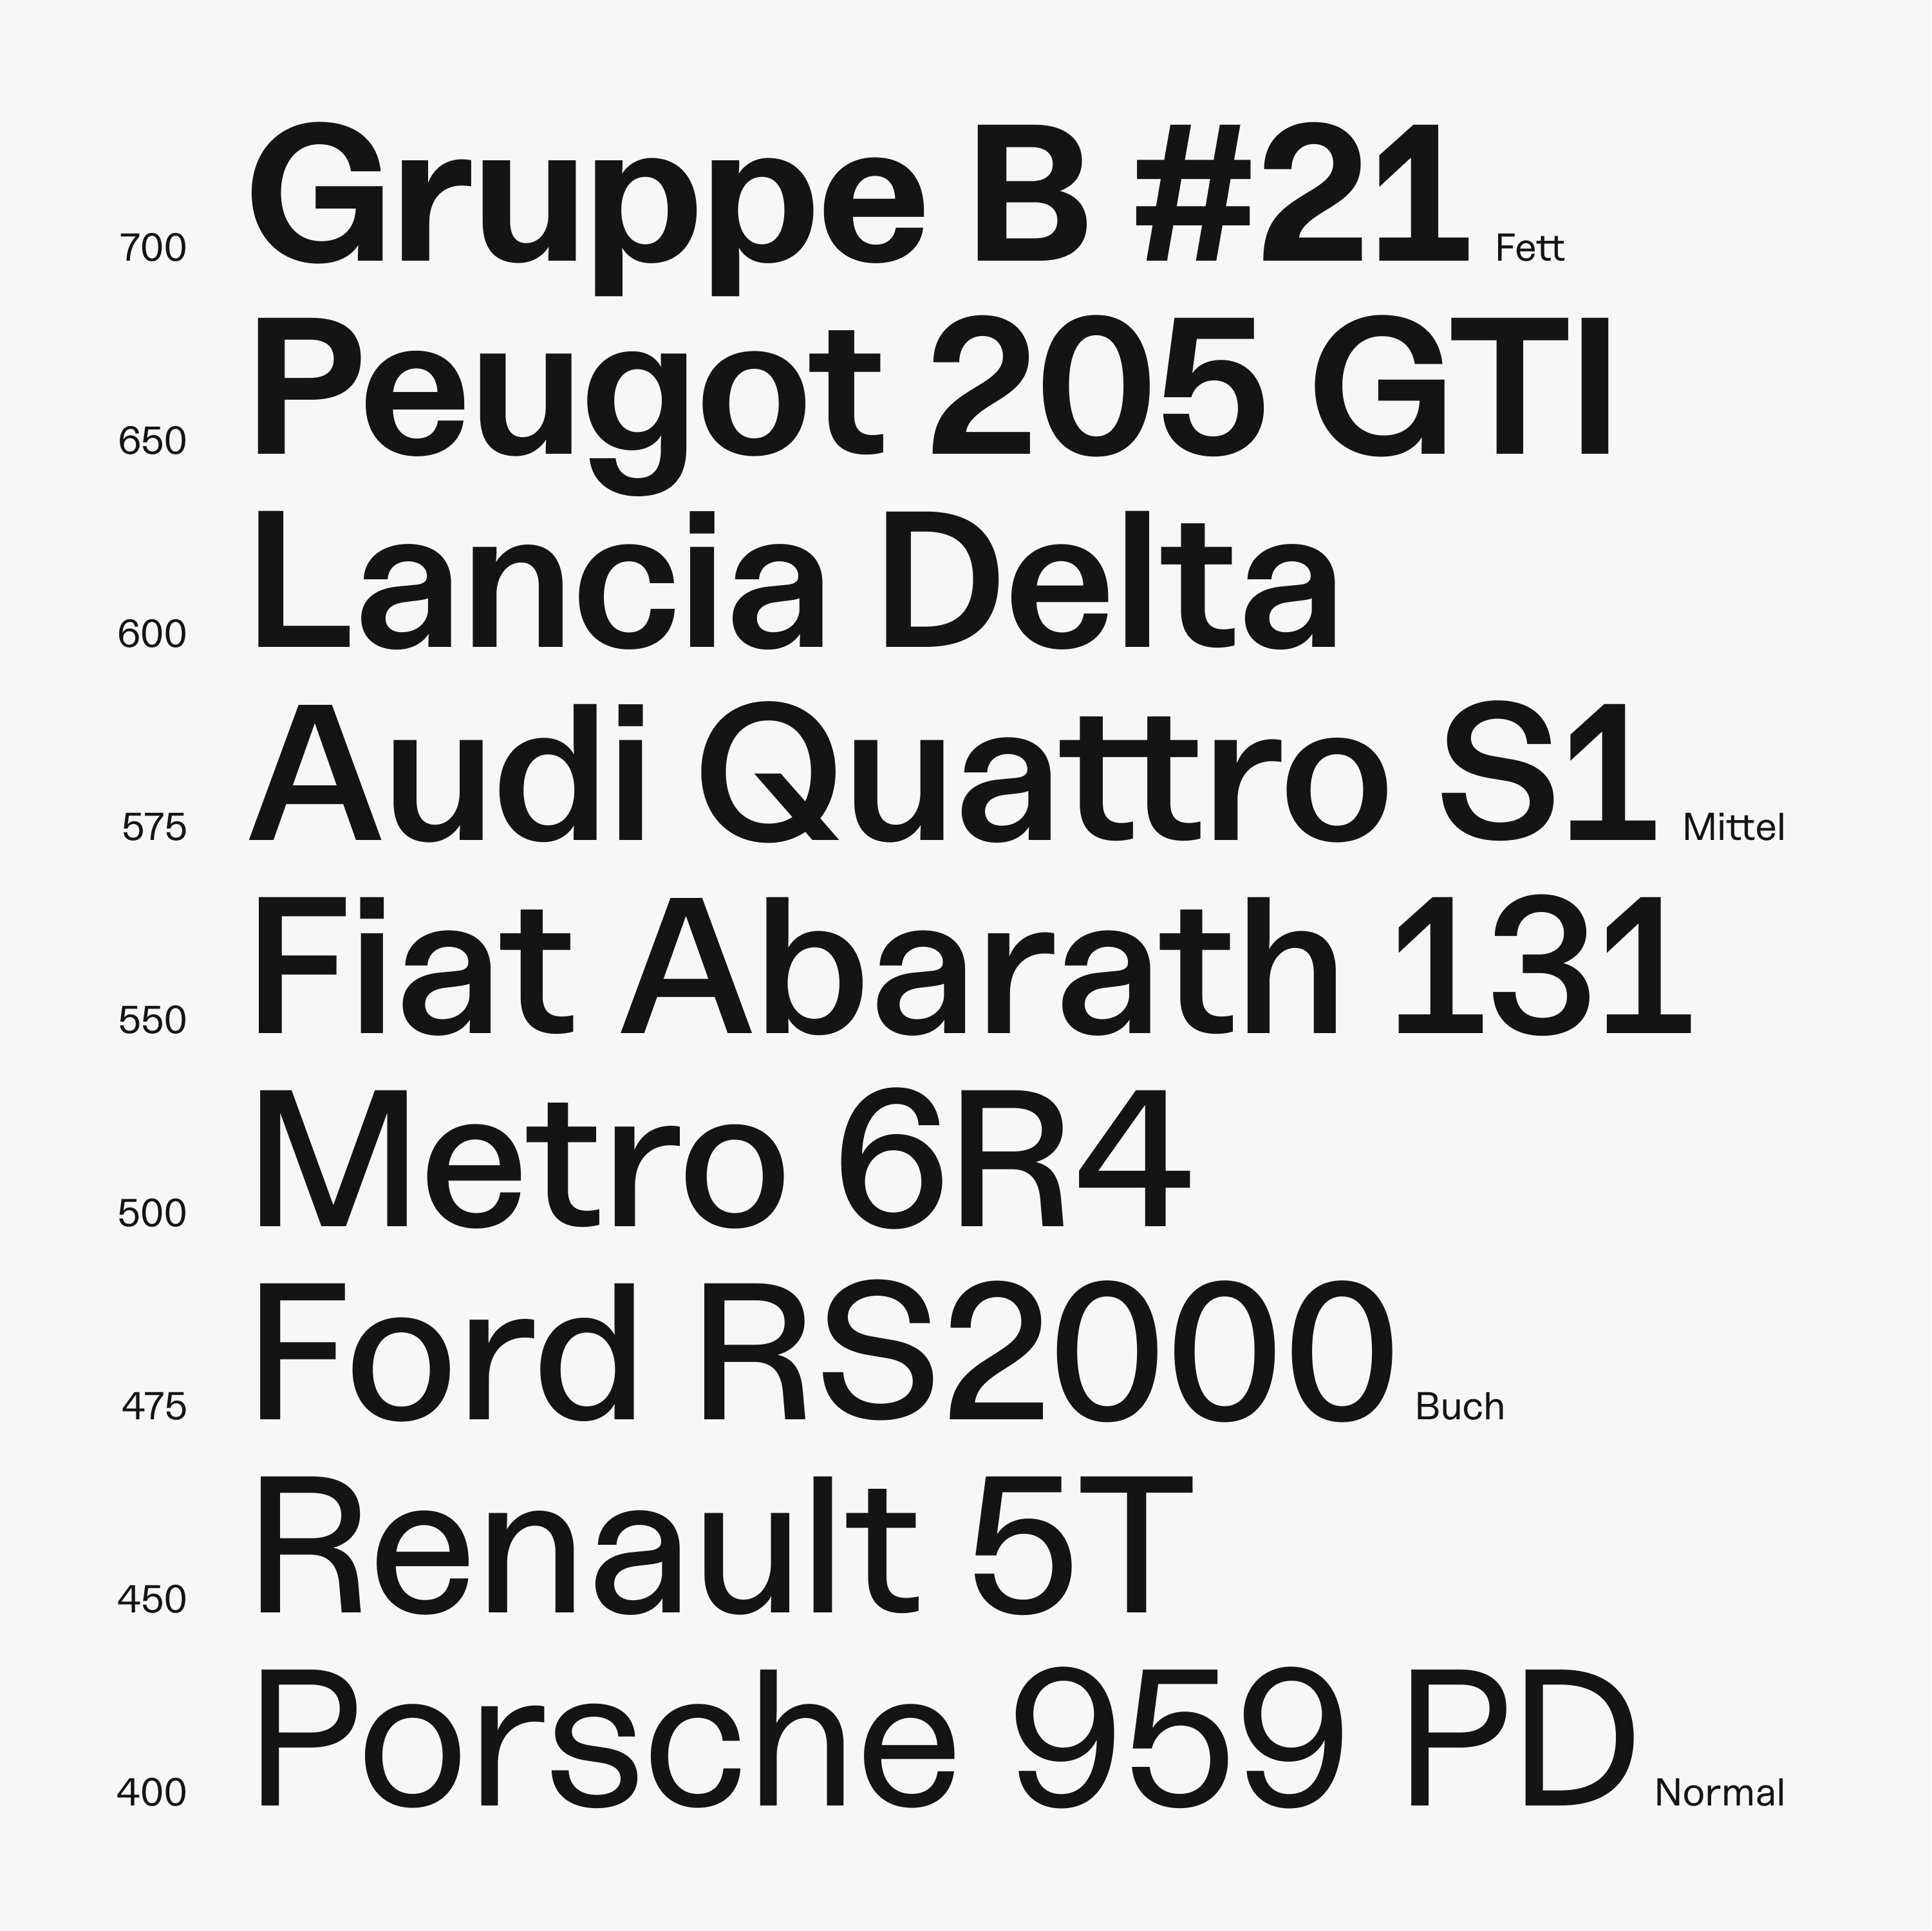 700 Gruppe B #21 Fett
650 Peugot 205 GTI
600 Lancia Delta
575 Audi Quattro S1 Mittel
550 Fiat Abarath 131
500 Metro 6R4
475 Ford RS2000 Buch
450 Renault 5T
400 Porsche 959 PD Normal